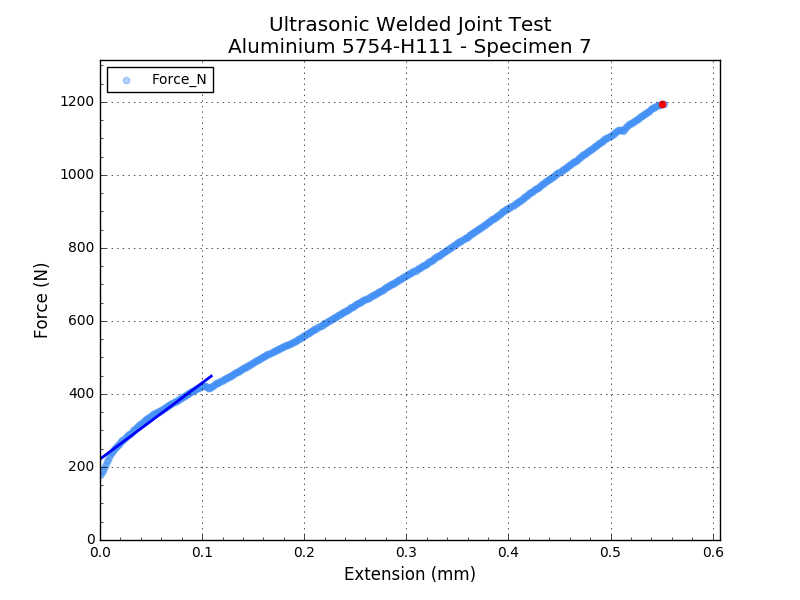 Ultrasonic Welded Joint Test
Aluminium 5754-H111 - Specimen 7
Force_N
1200
1000
800
600
400
200
0
Force (N)
0.0 0.1 0.2 0.3 0.4 0.5 0.6
Extension (mm)